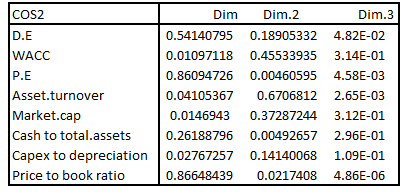 COS2 Dim Dim.2 Dim.3
D.E 0.54140795 0.18905332 4.82E-02
WACC 0.01097118 0.45533935 3.14E-01
P.E 0.86094726 0.00460595 4.58E-03
Asset.turnover 0.04105367 0.6706812 2.65E-03
Market.cap 0.0146943 0.37287244 3.12E-01
Cash to total.assets 0.26188796 0.00492657 2.96E-01
Capex to depreciation 0.02767257 0.14140068 1.09E-01
Price to book ratio 0.86648439 0.0217408 4.86E-06